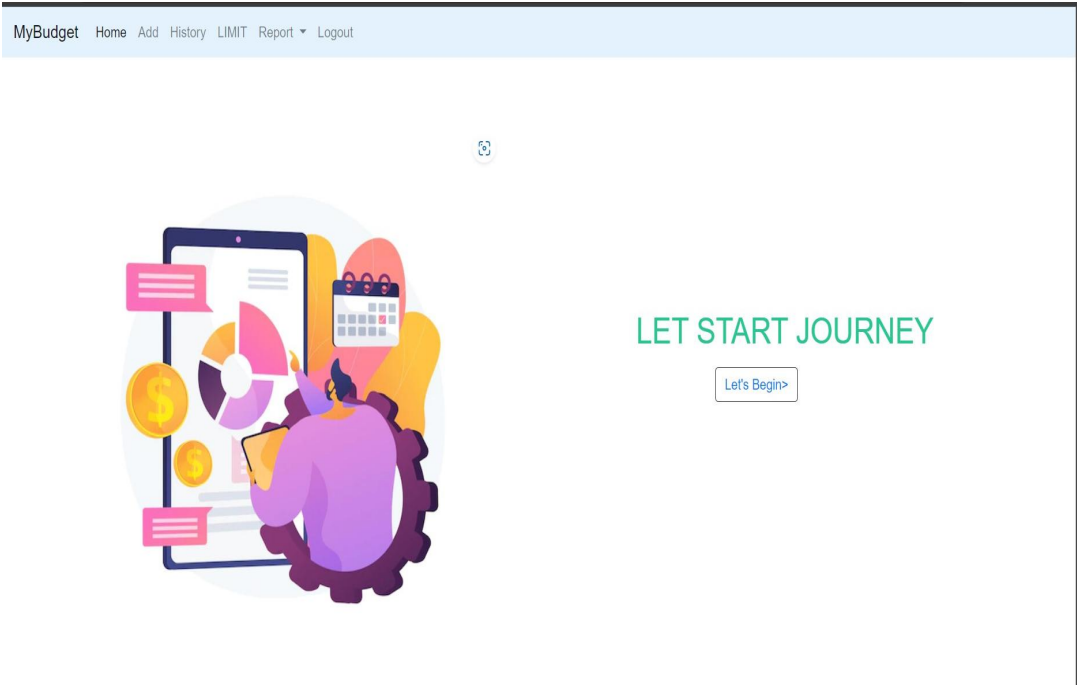 MyBudget Home Add History LIMIT Report Logout
LET START JOURNEY
Let's Begin>
$
$